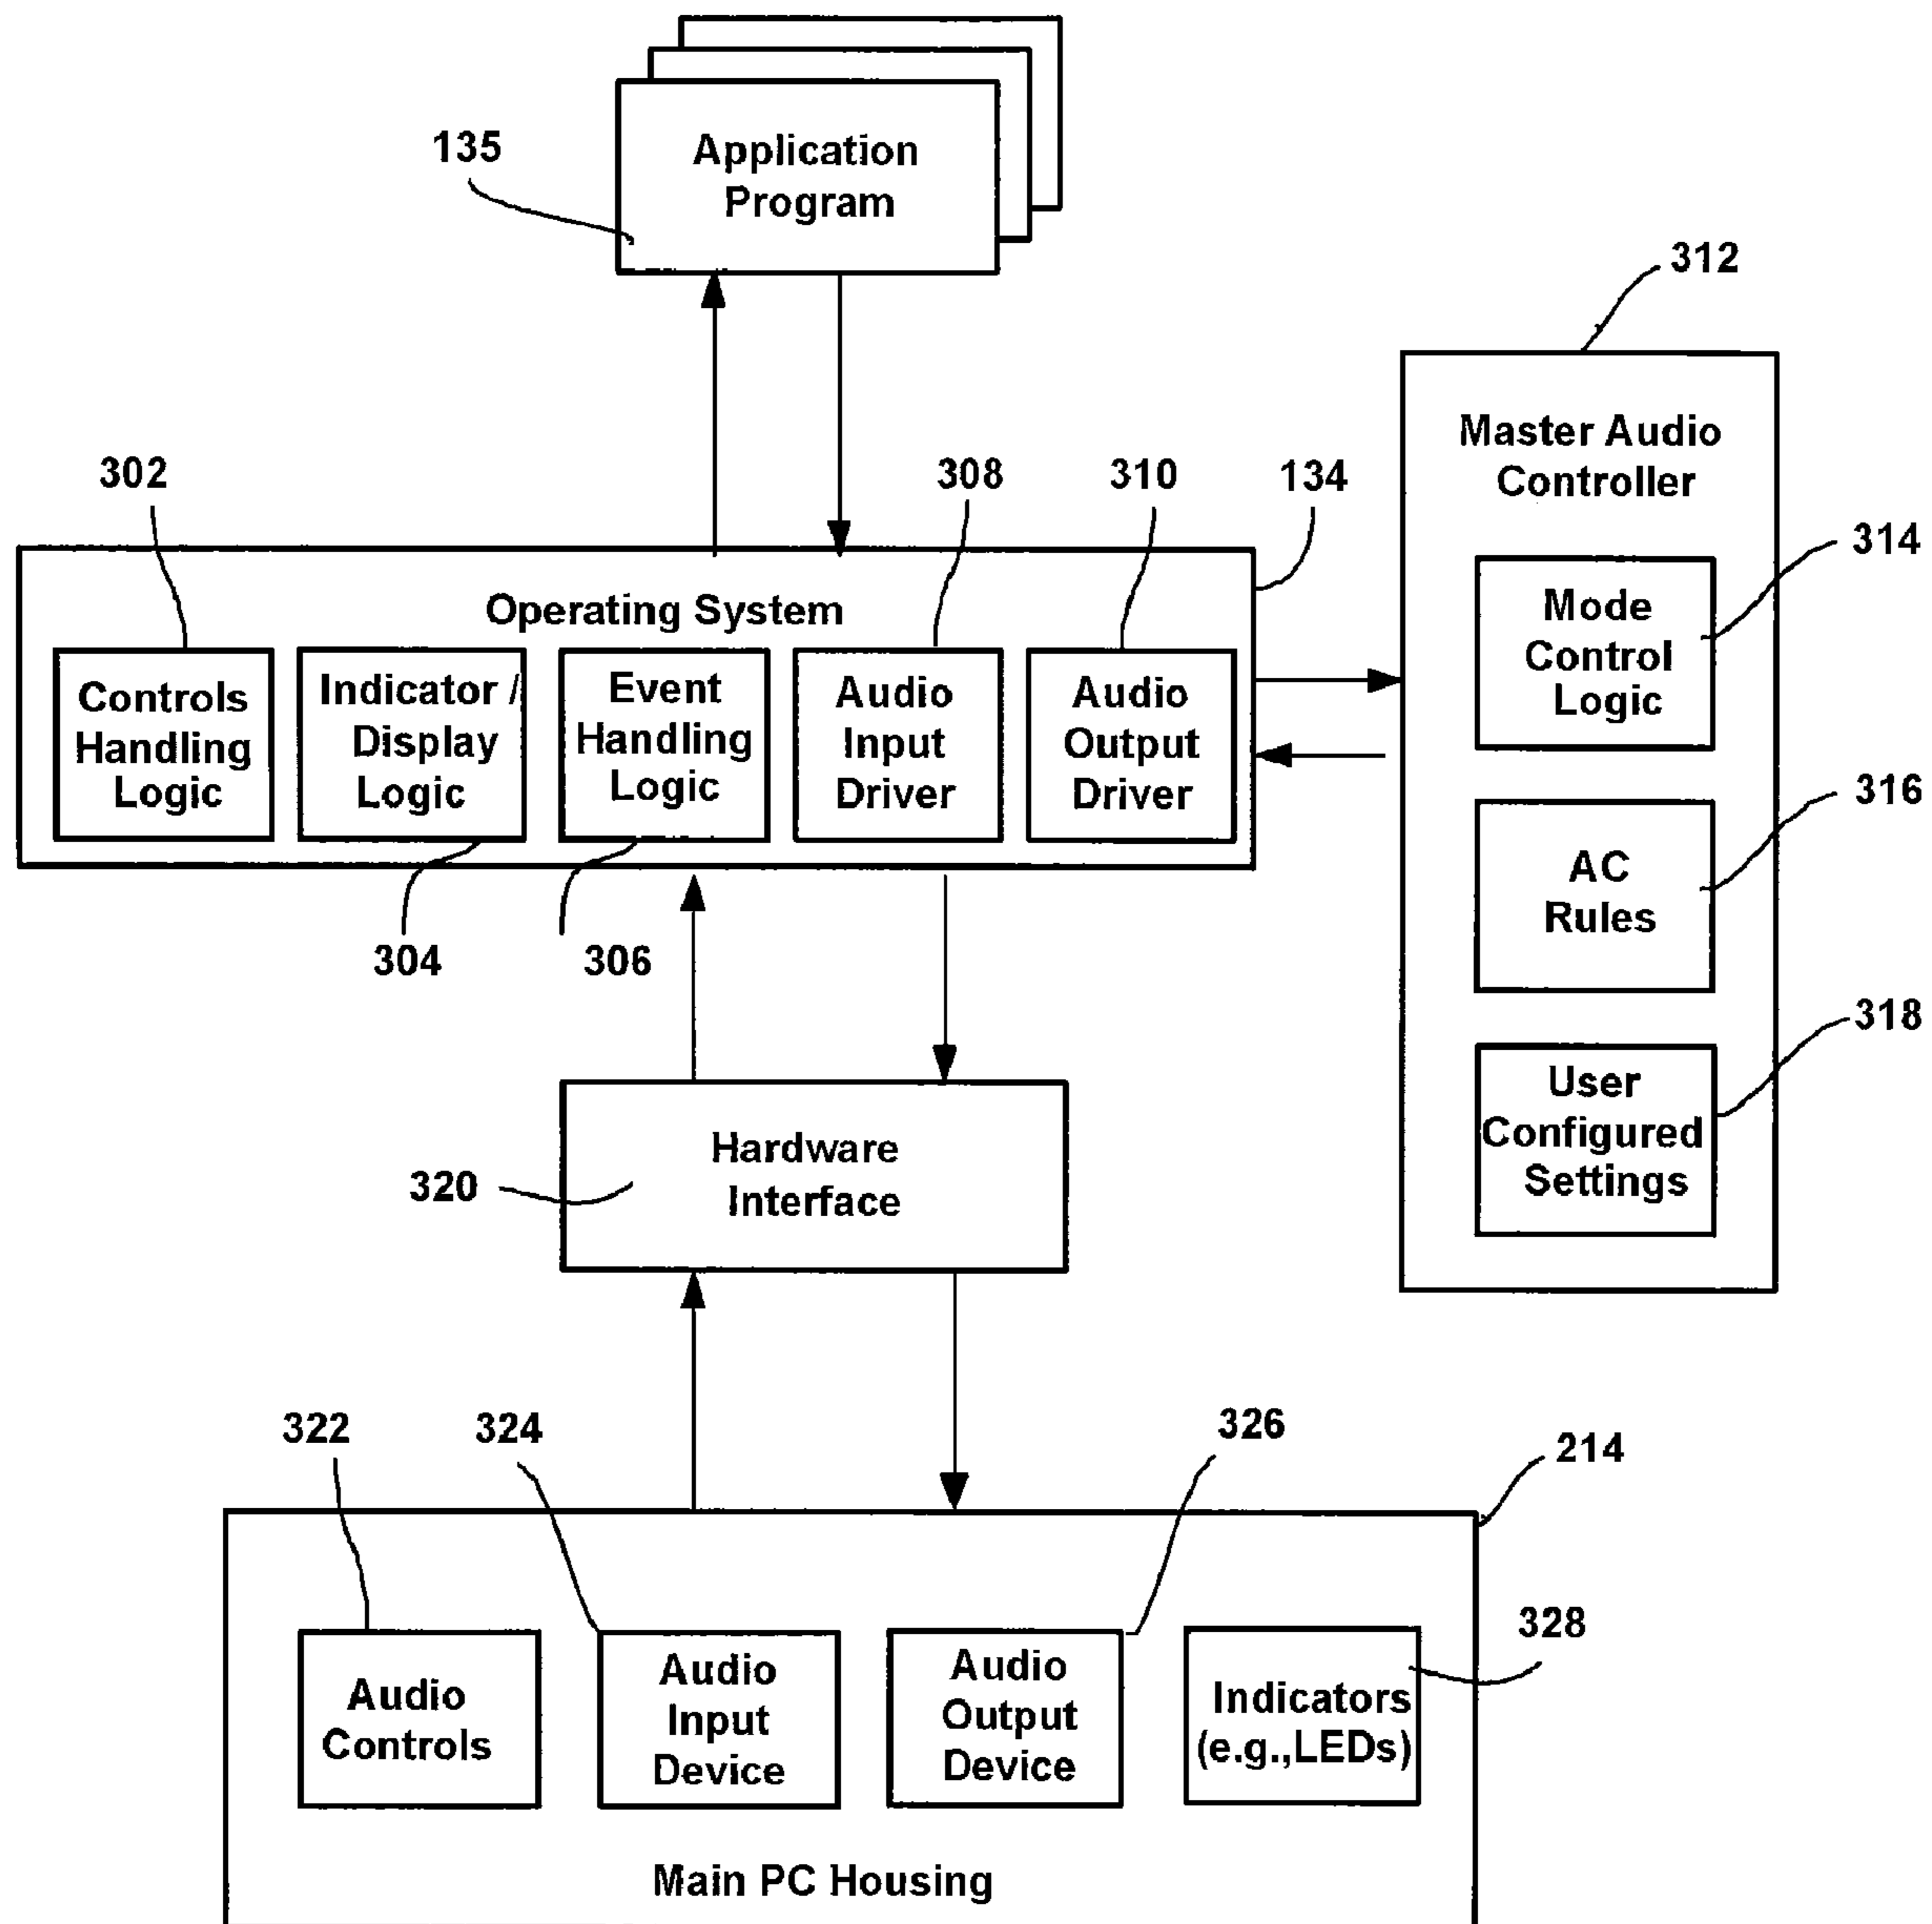 135
Application
Program
312
Master Audio
Controller
302
308
310
134
314
Mode
Control
Logic
Operating System
Controls
Handling
Logic
Indicator /
Display
Logic
Event
Handling
Logic
Audio
Input
Driver
Audio
Output
Driver
316
AC
Rules
304
306
318
User
Configured
Settings
320
Hardware
Interface
322
324
326
214
328
Audio
Controls
Audio
Input
Device
Audio
Output
Device
Indicators
(e.g.,LEDs)
Main PC Housing